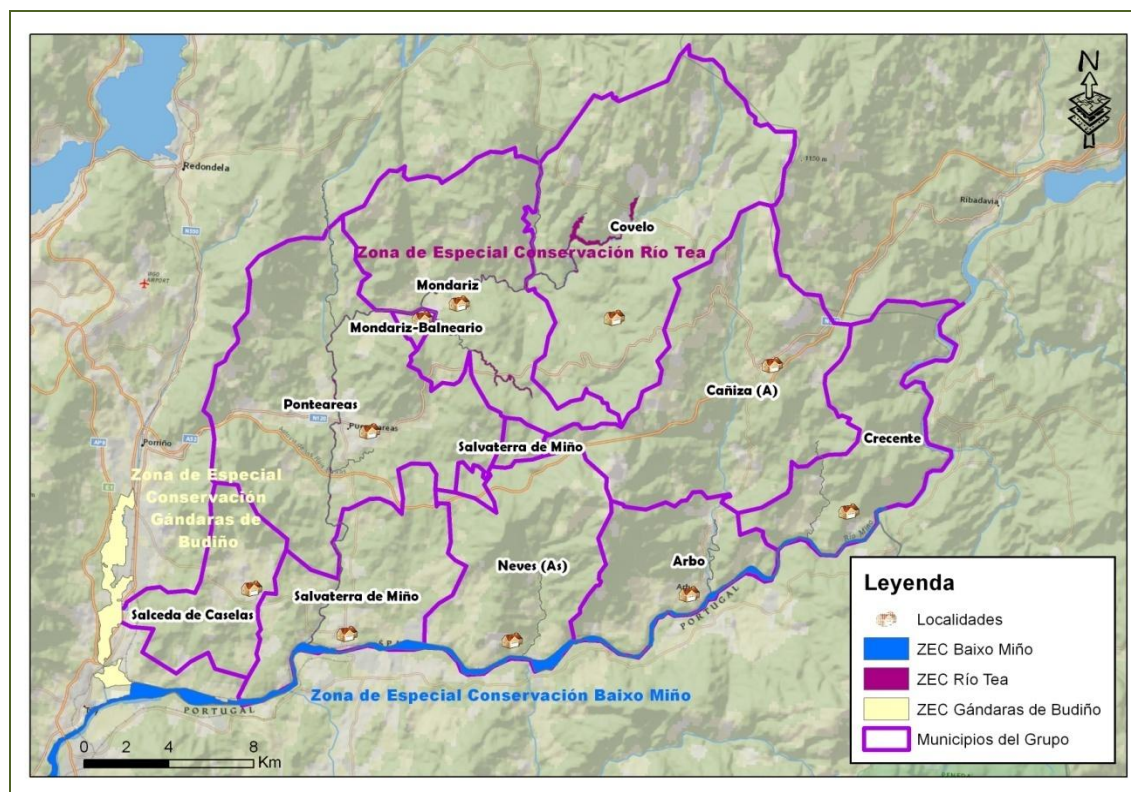 N
Redondela
1150 m
Ribadavia
Covelo
Zona de Especial Conservación Río Tea
Mondariz
Mondariz-Balneario
Cañiza (A)
Ponteareas
Salvaterra de Miño
Crecente
Porriño
Zona de Especial
Conservación
Gándaras de
Budiño
Neves (As)
Arbo
Salceda de Caselas
Salvaterra de Miño
Río Miño
PORTUGAL
Zona de Especial Conservación Baixo Miño
PORTUGAL
0 2 4 8
Km
Leyenda
Localidades
ZEC Baixo Miño
ZEC Río Tea
ZEC Gándaras de Budiño
Municipios del Grupo